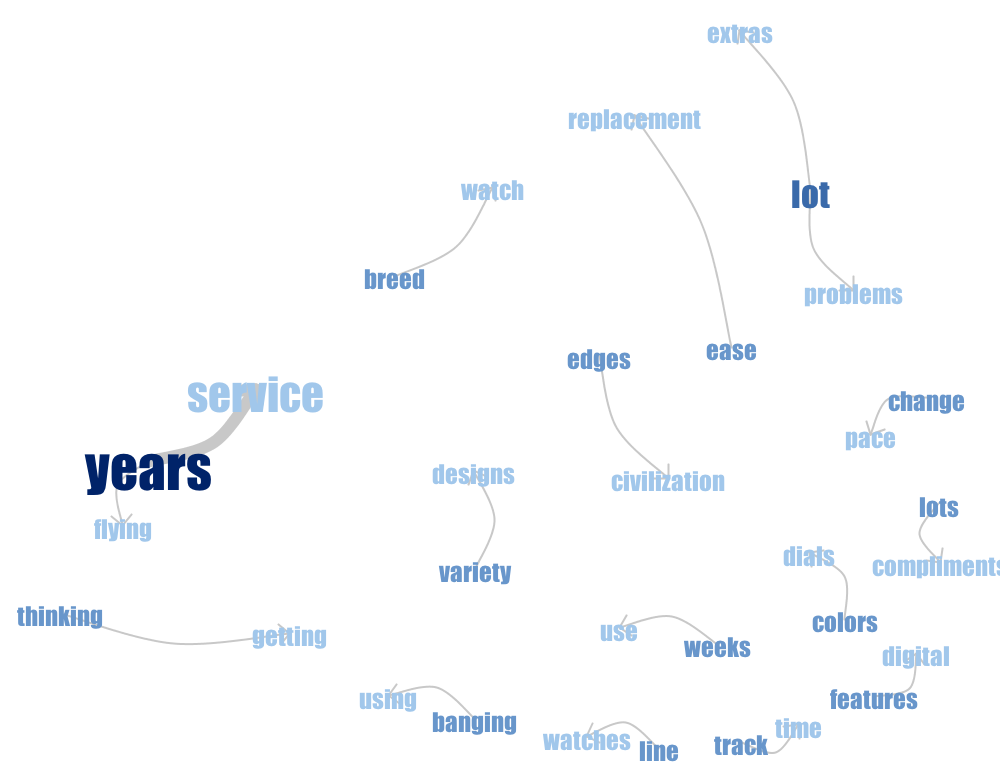 extras
replacement
watch
lot
breed
problems
ease
edges
service
change
pace
years
designs
civilization
lots
flying
dials
compliments
variety
thinking
colors
use
getting
weeks
digital
using
features
banging
time
watches
track
line